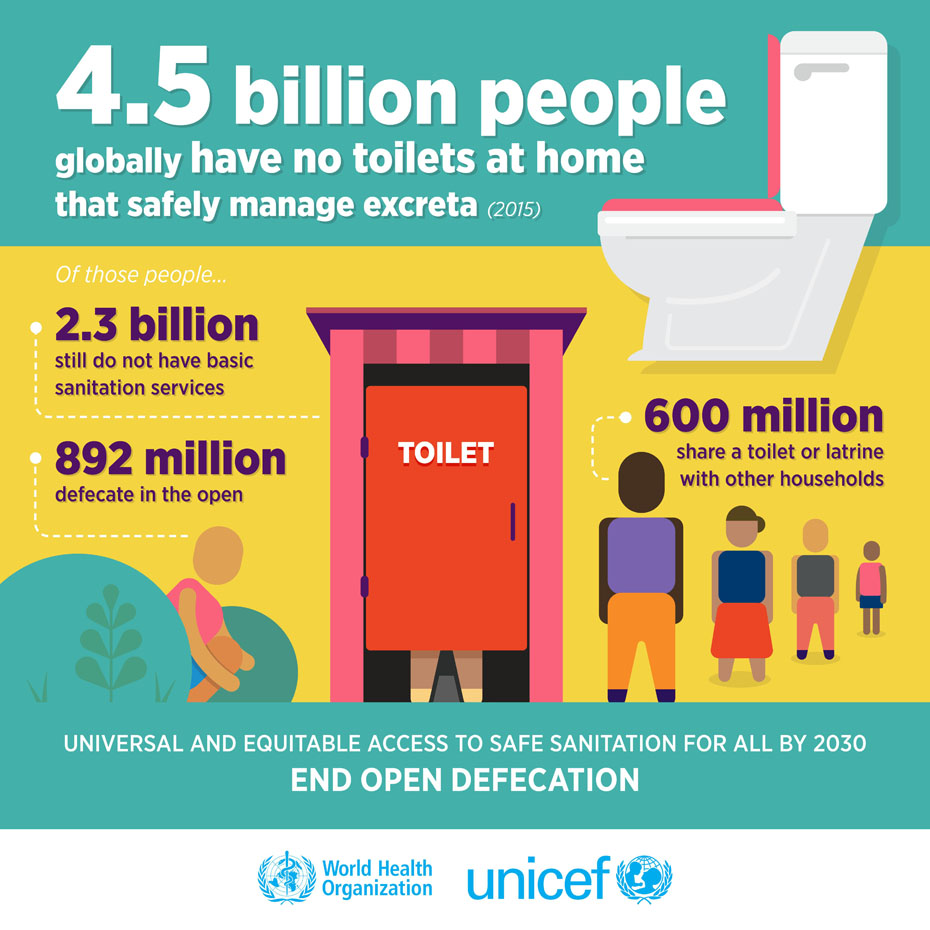 4.5 billion people
globally have no toilets at home
that safely manage excreta (2015)
Of those people...
2.3 billion
still do not have basic
sanitation services
892 million
defecate in the open
TOILET
600 million
share a toilet or latrine
with other households
UNIVERSAL AND EQUITABLE ACCESS TO SAFE SANITATION FOR ALL BY 2030
END OPEN DEFECATION
World Health
Organization
unicef